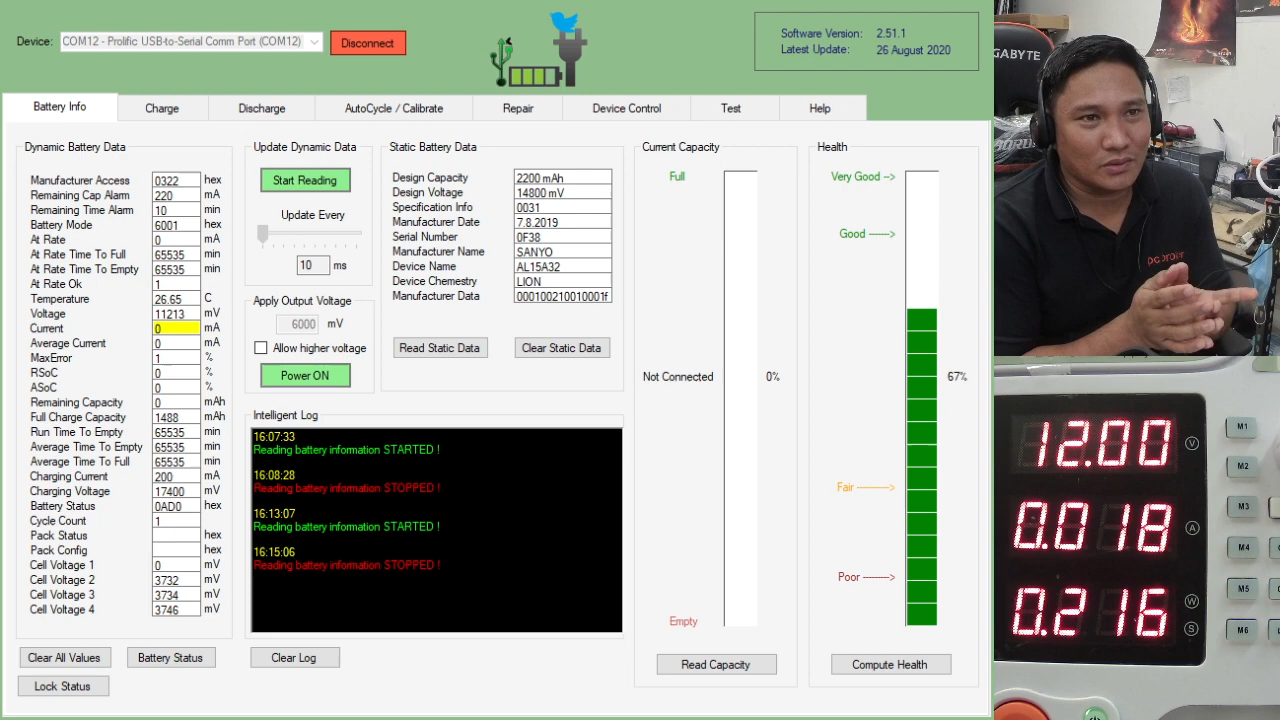 Device: COM12 - Prolific USB-to-Serial Comm Port (COM12) Disconnect
Software Version: 2.51.1
Latest Update: 26 August 2020
Battery Info Charge Discharge AutoCycle / Calibrate Repair Device Control Test Help
Dynamic Battery Data
Manufacturer Access 0322 hex
Remaining Cap Alarm 220 mA
Remaining Time Alarm 10 min
Battery Mode 6001 hex
At Rate 0 mA
At Rate Time To Full 65535 min
At Rate Time To Empty 65535 min
At Rate Ok 1
Temperature 26.65 C
Voltage 11213 mV
Current 0 mA
Average Current 0 mA
MaxError 1 %
RSoC 0 %
ASoC 0 %
Remaining Capacity 0 mAh
Full Charge Capacity 1488 mAh
Run Time To Empty 65535 min
Average Time To Empty 65535 min
Average Time To Full 65535 min
Charging Current 200 mA
Charging Voltage 17400 mV
Battery Status 0AD0 hex
Cycle Count 1
Pack Status hex
Pack Config hex
Cell Voltage 1 0 mV
Cell Voltage 2 3732 mV
Cell Voltage 3 3734 mV
Cell Voltage 4 3746 mV
Clear All Values Battery Status
Lock Status
Update Dynamic Data
Start Reading
Update Every
10 ms
Apply Output Voltage
6000 mV
Allow higher voltage
Power ON
Static Battery Data
Design Capacity 2200 mAh
Design Voltage 14800 mV
Specification Info 0031
Manufacturer Date 7.8.2019
Serial Number 0F38
Manufacturer Name SANYO
Device Name AL15A32
Device Chemestry LION
Manufacturer Data 000100210010001f
Read Static Data Clear Static Data
Intelligent Log
16:07:33
Reading battery information STARTED !
16:08:28
Reading battery information STOPPED !
16:13:07
Reading battery information STARTED !
16:15:06
Reading battery information STOPPED !
Clear Log
Current Capacity
Full
Not Connected 0%
Empty
Read Capacity
Health
Very Good -->
Good ---->
67%
Fair ------>
Poor ------>
Compute Health
GIGABYTE
12.00 V
0.018 A
0.216 W
S
M1
M2
M3
M4
M5
M6